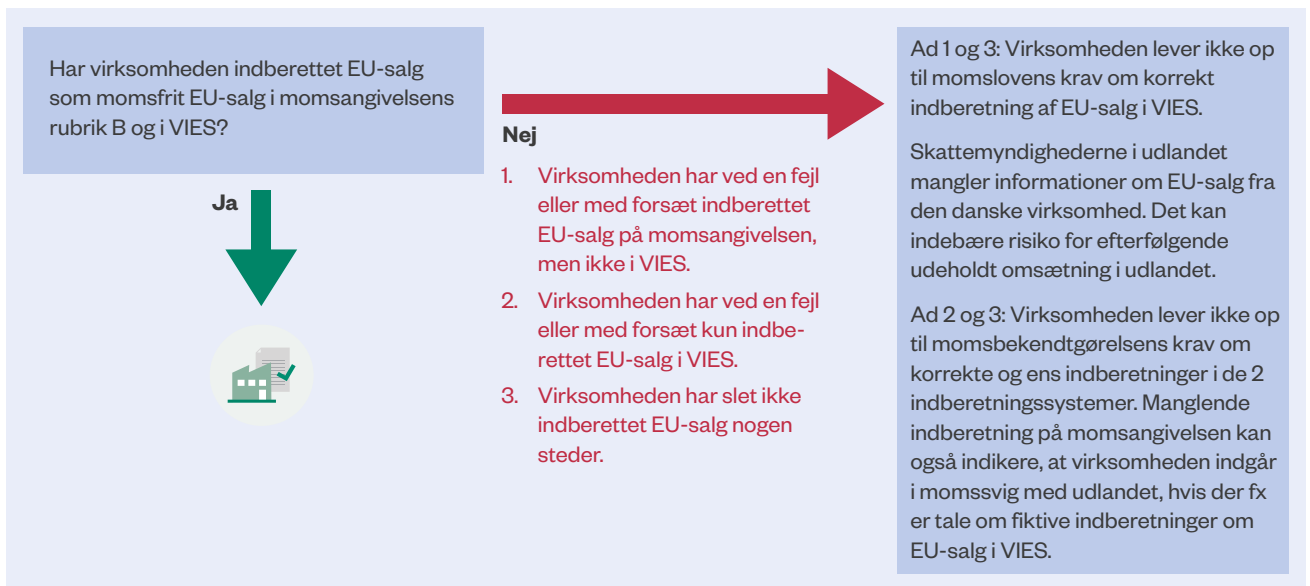 Har virksomheden indberettet EU-salg
som momsfrit EU-salg i momsangivelsens
rubrik B og i VIES?
Ja
Nej
1. Virksomheden har ved en fejl
eller med forsæt indberettet
EU-salg på momsangivelsen,
men ikke i VIES.
2. Virksomheden har ved en fejl
eller med forsæt kun indbe-
rettet EU-salg i VIES.
3. Virksomheden har slet ikke
indberettet EU-salg nogen
steder.
Ad 1 og 3: Virksomheden lever ikke op
til momslovens krav om korrekt
indberetning af EU-salg i VIES.
Skattemyndighederne i udlandet
mangler informationer om EU-salg fra
den danske virksomhed. Det kan
indebære risiko for efterfølgende
udeholdt omsætning i udlandet.
Ad 2 og 3: Virksomheden lever ikke op
til momsbekendtgørelsens krav om
korrekte og ens indberetninger i de 2
indberetningssystemer. Manglende
indberetning på momsangivelsen kan
også indikere, at virksomheden indgår
i momssvig med udlandet, hvis der fx
er tale om fiktive indberetninger om
EU-salg i VIES.